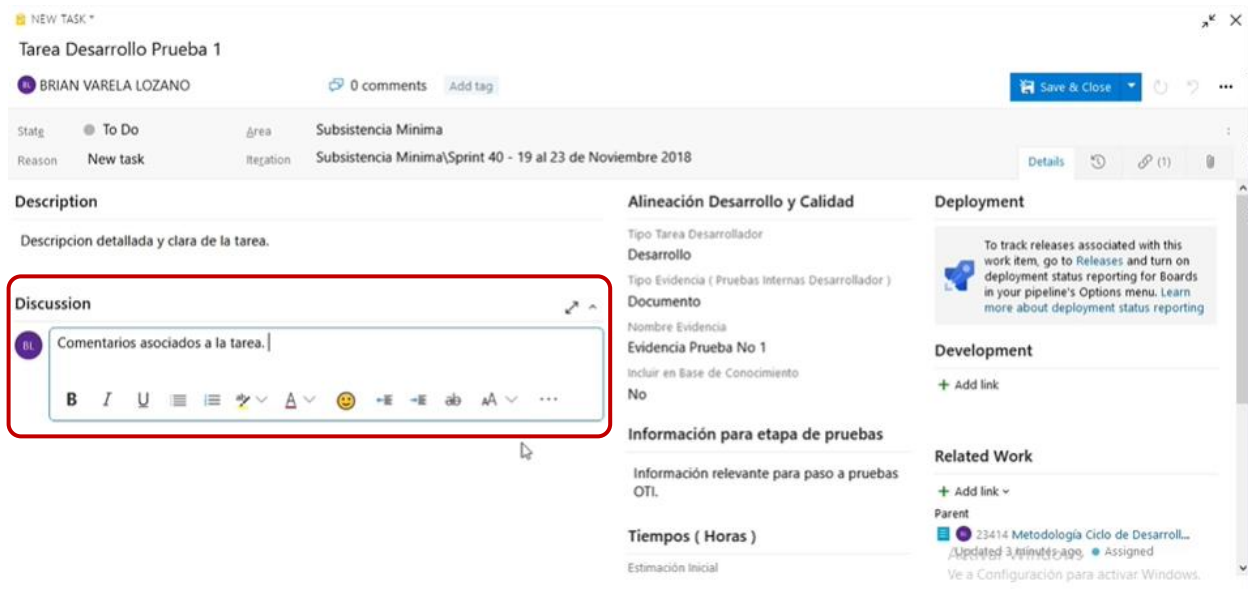 NEW TASK *
Tarea Desarrollo Prueba 1
BL BRIAN VARELA LOZANO
0 comments
Add tag
Save & Close
State To Do
Area Subsistencia Minima
Reason New task
Iteration Subsistencia Minima\Sprint 40 - 19 al 23 de Noviembre 2018
Details
(1)
Description
Descripcion detallada y clara de la tarea.
Discussion
BL
Comentarios asociados a la tarea.
B I U ab A ab AA ...
Alineación Desarrollo y Calidad
Tipo Tarea Desarrollador
Desarrollo
Tipo Evidencia ( Pruebas Internas Desarrollador )
Documento
Nombre Evidencia
Evidencia Prueba No 1
Incluir en Base de Conocimiento
No
Información para etapa de pruebas
Información relevante para paso a pruebas
OTI.
Tiempos ( Horas )
Estimación Inicial
Deployment
To track releases associated with this
work item, go to Releases and turn on
deployment status reporting for Boards
in your pipeline's Options menu. Learn
more about deployment status reporting
Development
+ Add link
Related Work
+ Add link
Parent
23414 Metodología Ciclo de Desarroll...
Updated 3 minutes ago, Assigned
Activar Windows
Ve a Configuración para activar Windows.